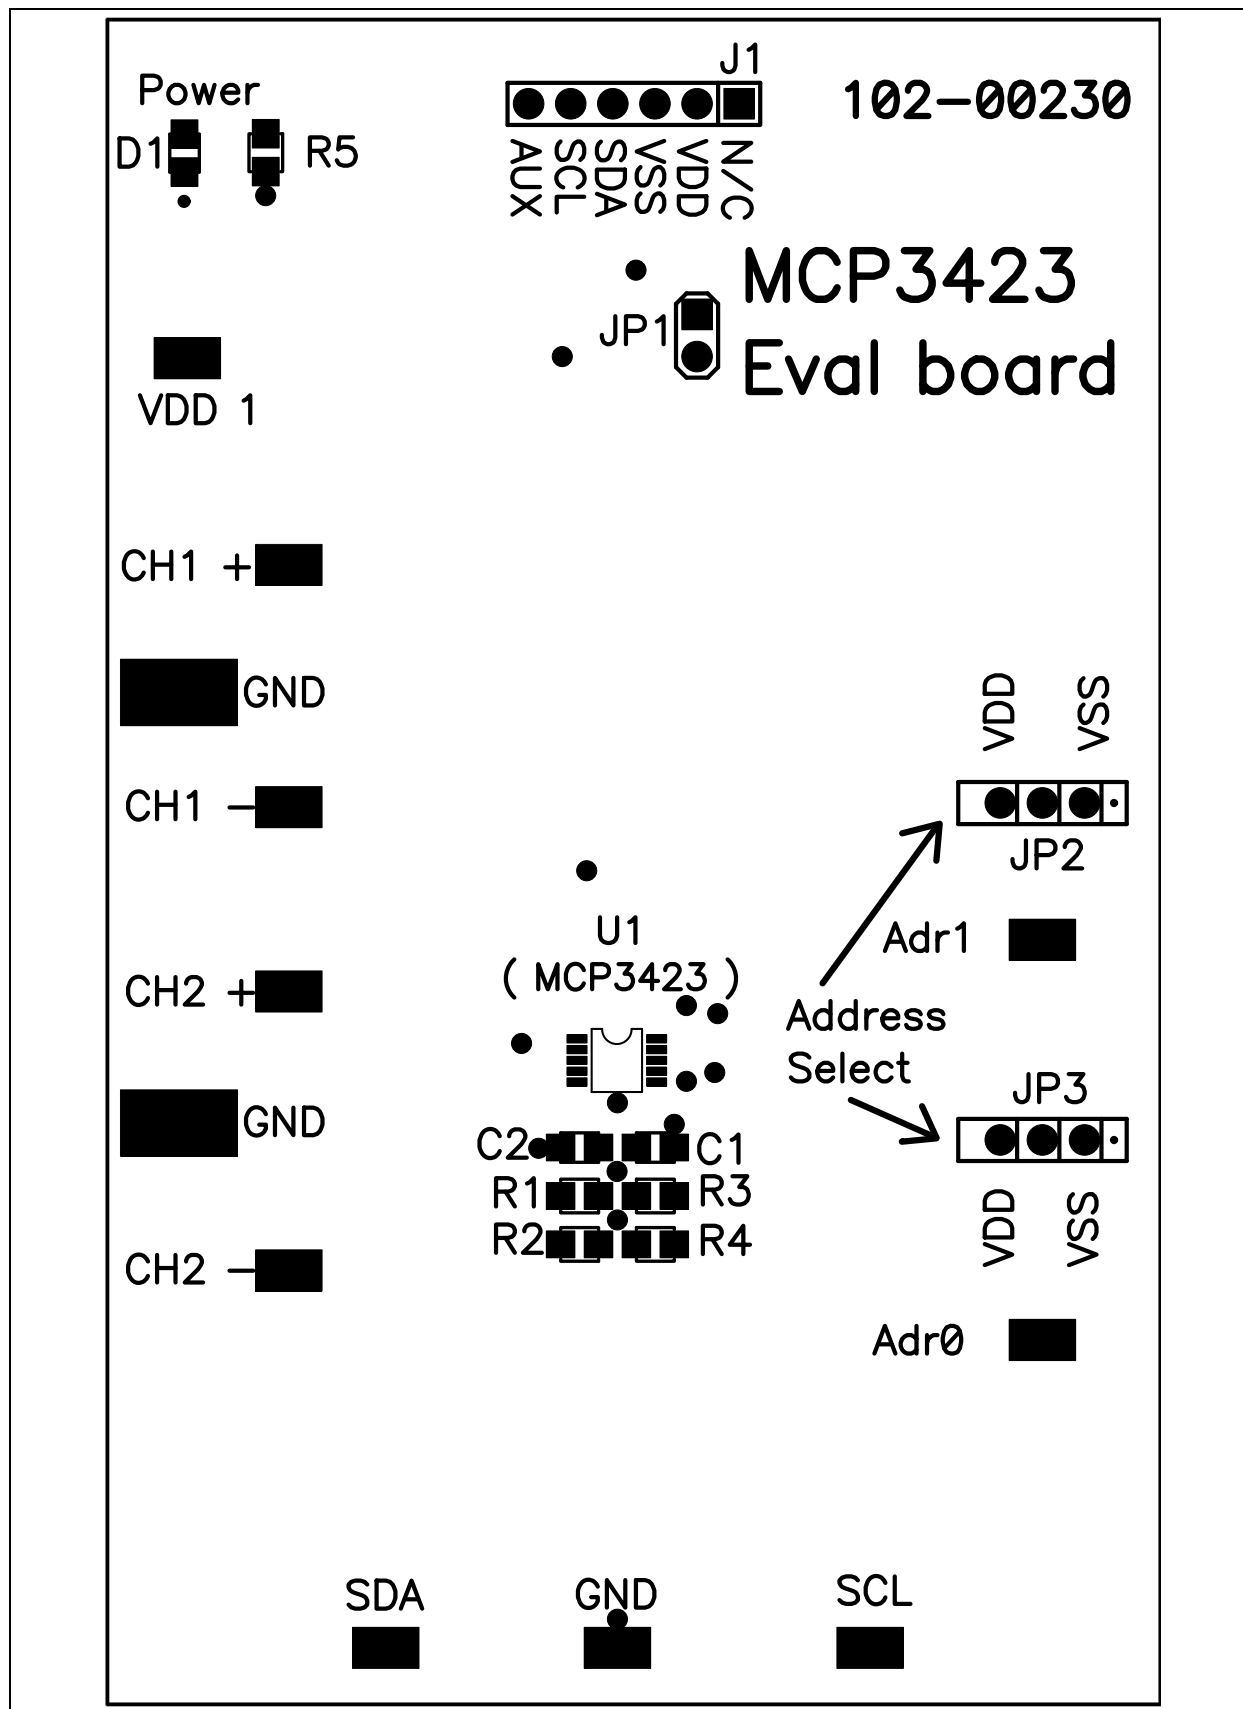 J1
Power
102-00230
D1
R5
AUX
SCL
SDA
VSS
VDD
N/C
MCP3423
JP1
Eval board
VDD 1
CH1 +
GND
VDD
VSS
CH1 -
JP2
U1
Adr1
( MCP3423 )
CH2 +
Address
Select
JP3
GND
C2
C1
R1
R3
R2
R4
VDD
VSS
CH2 -
Adr0
SDA
GND
SCL